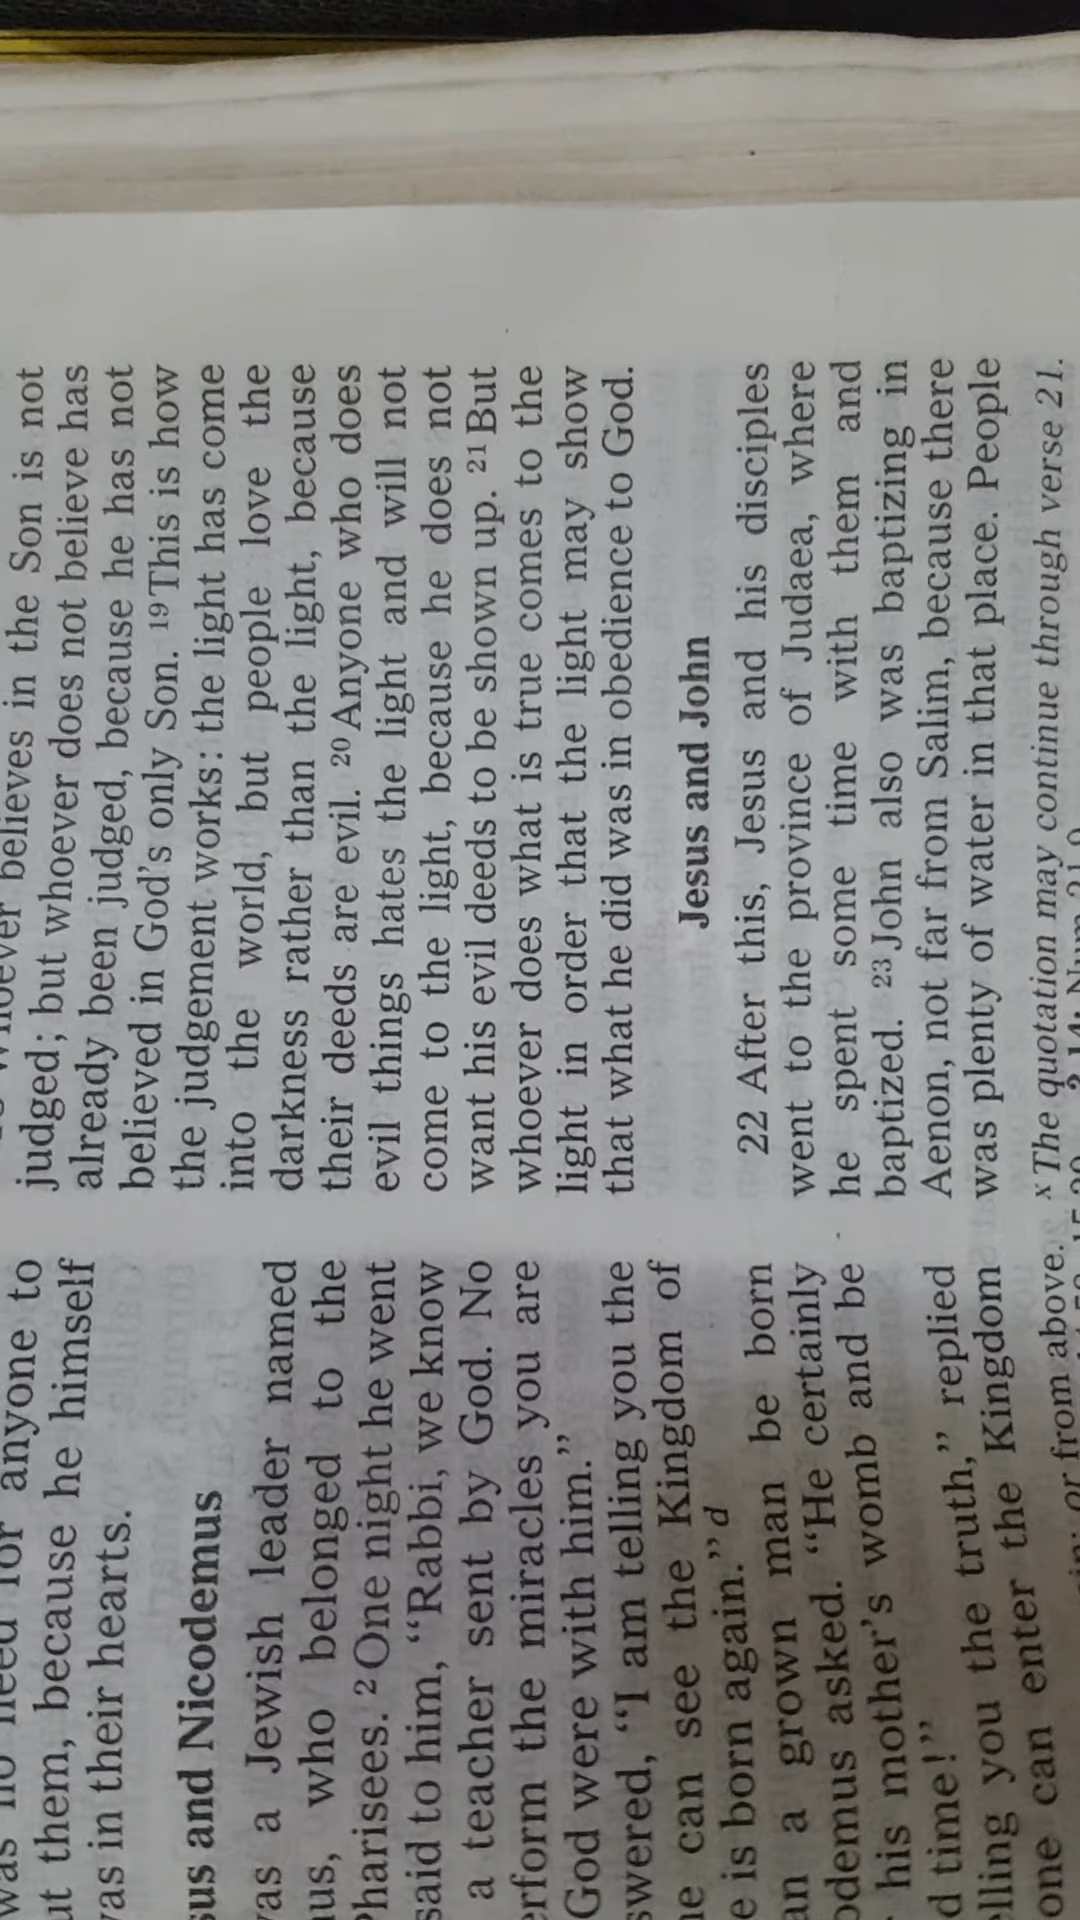 anyone to
them, because he himself
in their hearts.
and Nicodemus
a Jewish leader named
who belonged to the
Pharisees. 2 One night he went
said to him, “Rabbi, we know
a teacher sent by God. No
the miracles you are
God were with him.”
“I am telling you the
can see the Kingdom of
is born again.” d
a grown man be born
asked. “He certainly
his mother's womb and be
time!”
the truth,” replied
you the
one can enter the Kingdom
or from above.
believes in the Son is not
judged; but whoever does not believe has
already been judged, because he has not
believed in God's only Son. 19 This is how
the judgement works: the light has come
into the world, but people love the
darkness rather than the light, because
their deeds are evil. 20 Anyone who does
evil things hates the light and will not
come to the light, because he does not
want his evil deeds to be shown up. 21 But
whoever does what is true comes to the
light in order that the light may show
that what he did was in obedience to God.
Jesus and John
22 After this, Jesus and his disciples
went to the province of Judaea, where
he spent some time with them and
baptized. 23 John also was baptizing in
Aenon, not far from Salim, because there
was plenty of water in that place. People
x The quotation may continue through verse 21.